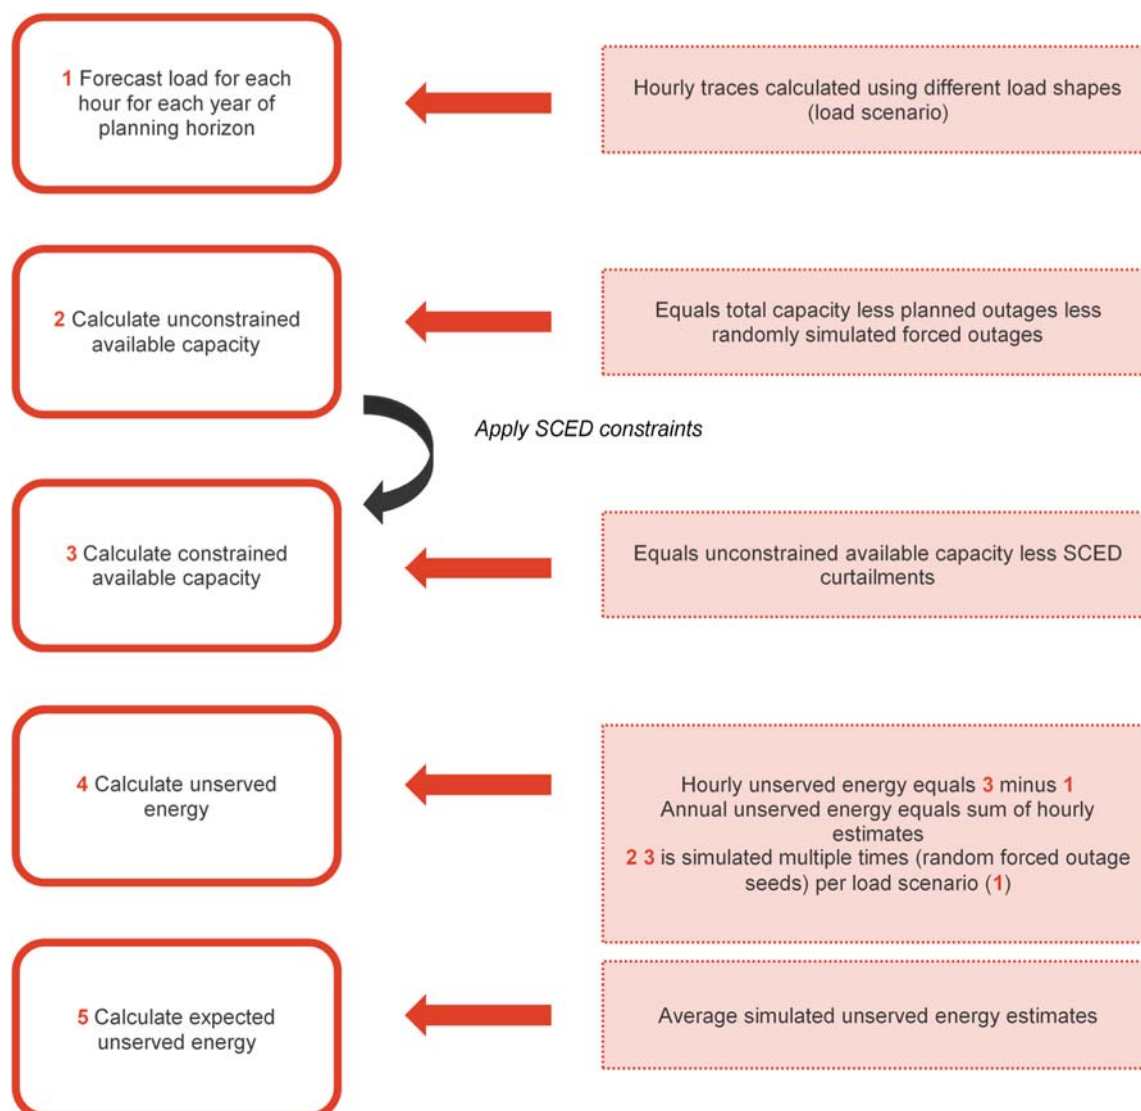 1 Forecast load for each
hour for each year of
planning horizon
Hourly traces calculated using different load shapes
(load scenario)
2 Calculate unconstrained
available capacity
Equals total capacity less planned outages less
randomly simulated forced outages
Apply SCED constraints
3 Calculate constrained
available capacity
Equals unconstrained available capacity less SCED
curtailments
4 Calculate unserved
energy
Hourly unserved energy equals 3 minus 1
Annual unserved energy equals sum of hourly
estimates
2 3 is simulated multiple times (random forced outage
seeds) per load scenario (1)
5 Calculate expected
unserved energy
Average simulated unserved energy estimates